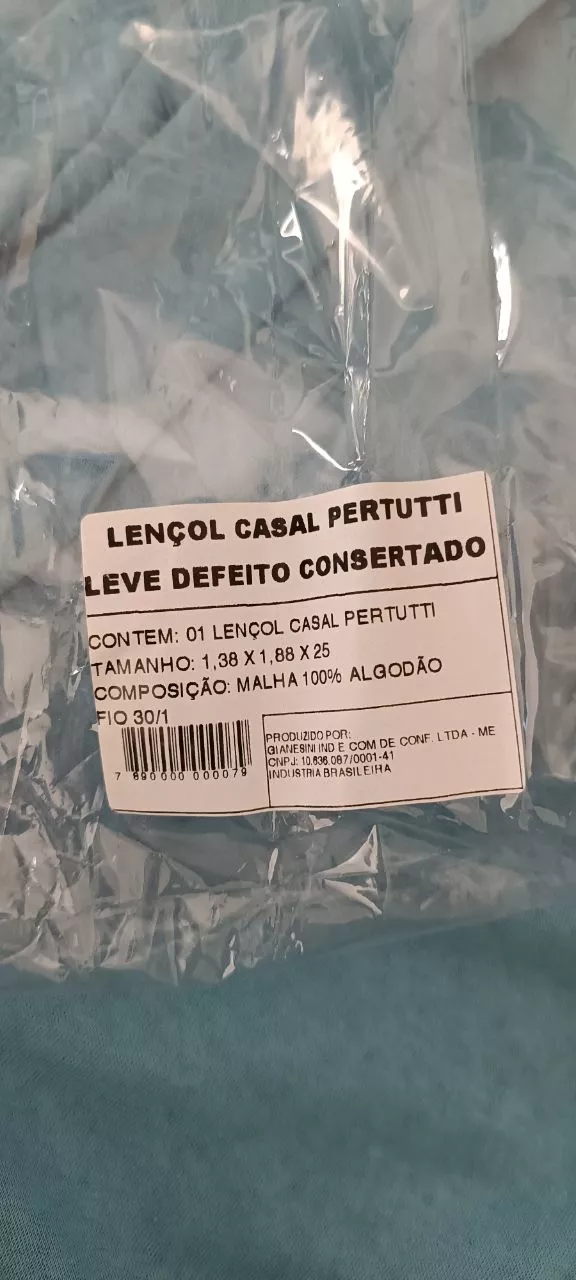 LENÇOL CASAL PERTUTTI
LEVE DEFEITO CONSERTADO
CONTEM: 01 LENÇOL CASAL PERTUTTI
TAMANHO: 1,38 X 1,88 X 25
COMPOSIÇÃO: MALHA 100% ALGODÃO
FIO 30/1
7 890000 000079
PRODUZIDO POR:
GIANESINI IND E COM DE CONF. LTDA - ME
CNPJ: 10.636.087/0001-41
INDUSTRIA BRASILEIRA